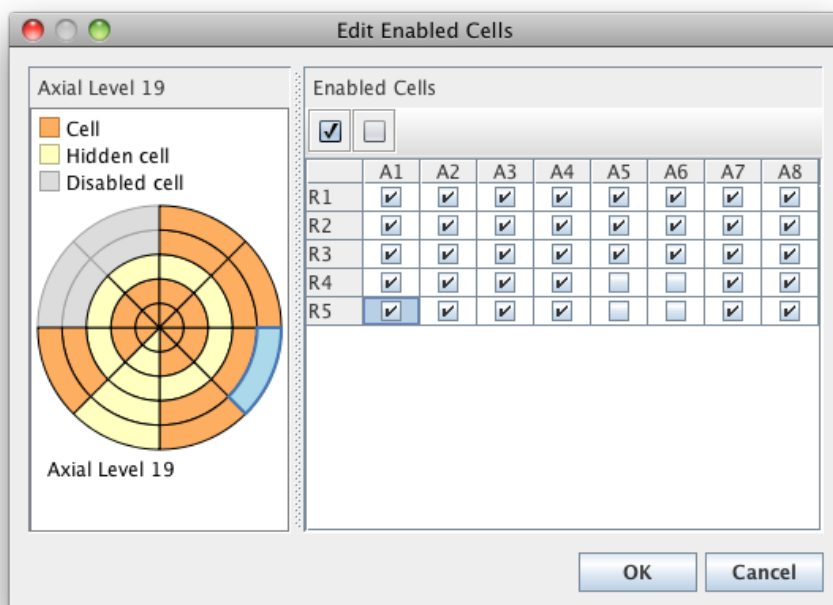 Edit Enabled Cells
Axial Level 19
Cell
Hidden cell
Disabled cell
Axial Level 19
Enabled Cells
A1 A2 A3 A4 A5 A6 A7 A8
R1
R2
R3
R4
R5
OK Cancel